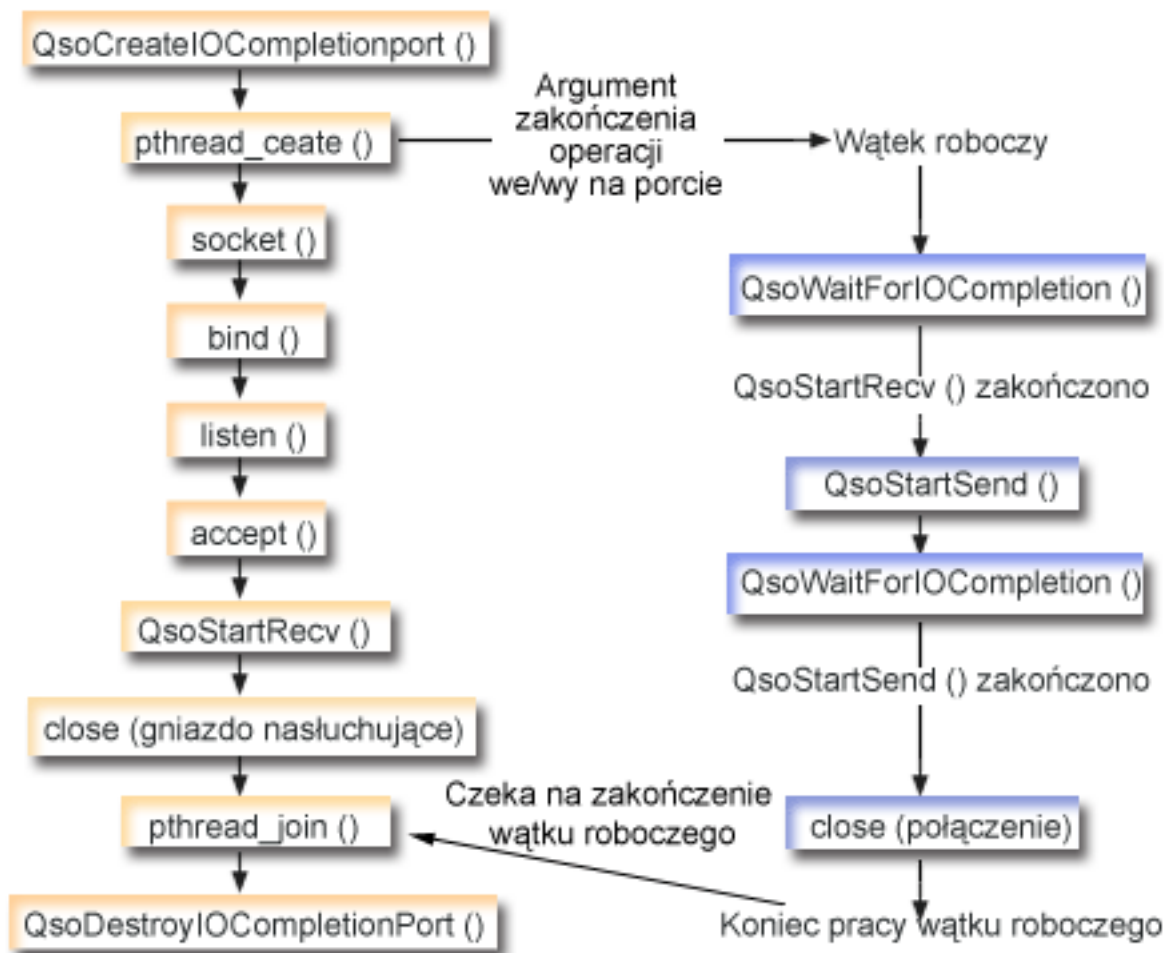 QsoCreateIOCompletionport ()
pthread_ceate ()
Argument
zakończenia
operacji
we/wy na porcie
Wątek roboczy
socket ()
bind ()
listen ()
accept ()
QsoStartRecv ()
close (gniazdo nasłuchujące)
pthread_join ()
QsoDestroyIOCompletionPort ()
QsoWaitForIOCompletion ()
QsoStartRecv () zakończono
QsoStartSend ()
QsoWaitForIOCompletion ()
QsoStartSend () zakończono
close (połączenie)
Koniec pracy wątku roboczego
Czeka na zakończenie
wątku roboczego